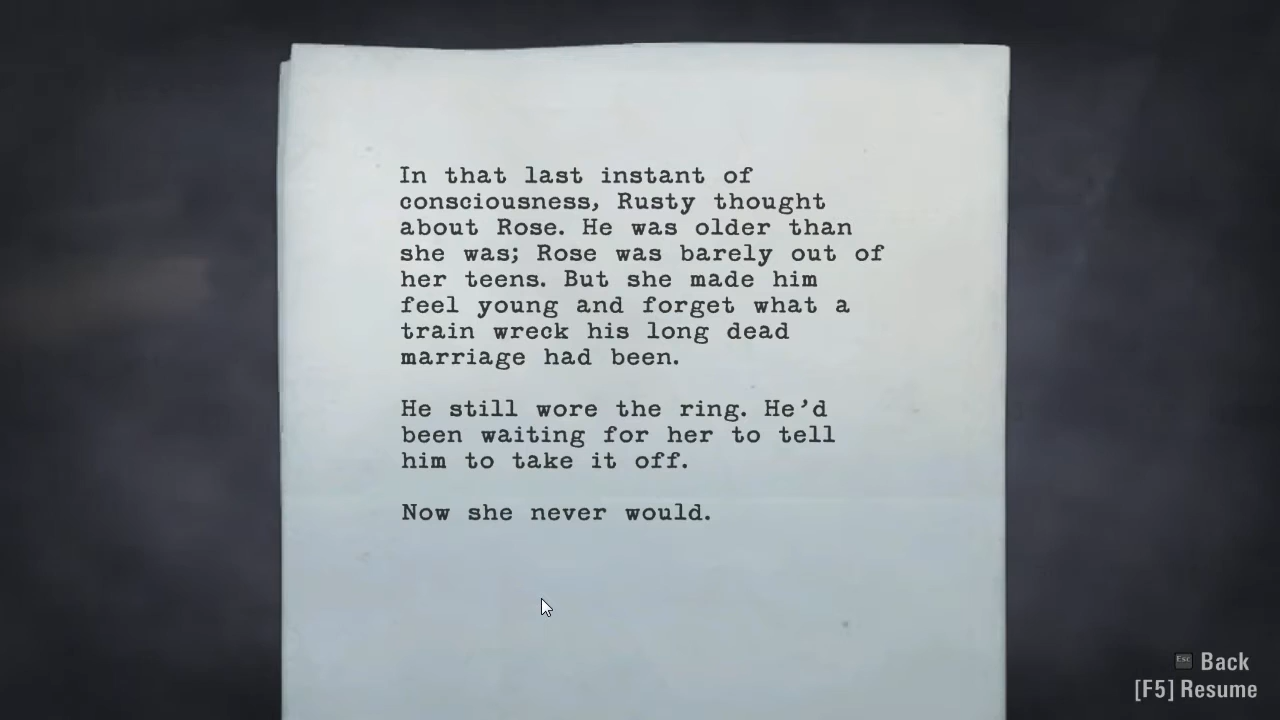 In that last instant of
consciousness, Rusty thought
about Rose. He was older than
she was; Rose was barely out of
her teens. But she made him
feel young and forget what a
train wreck his long dead
marriage had been.
He still wore the ring. He’d
been waiting for her to tell
him to take it off.
Now she never would.
Esc Back
[F5] Resume